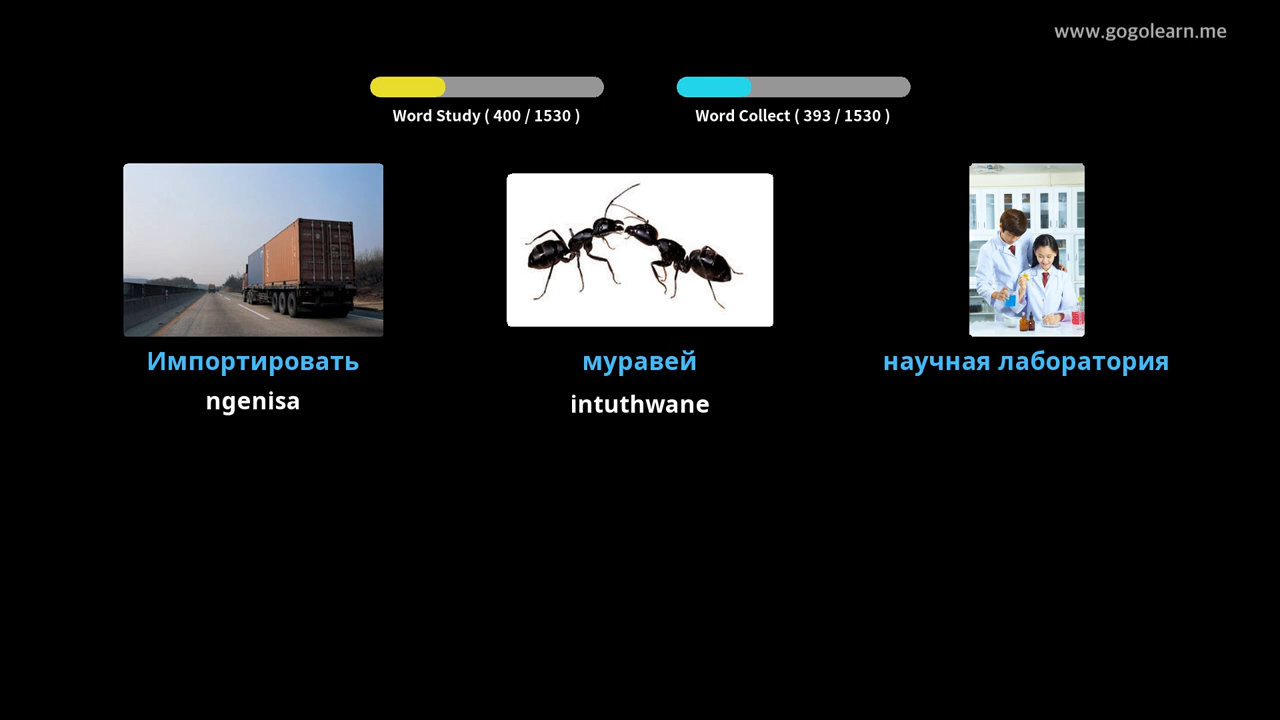 www.gogolearn.me
Word Study ( 400 / 1530 )
Word Collect ( 393 / 1530 )
Импортировать
муравей
научная лаборатория
ngenisa
intuthwane